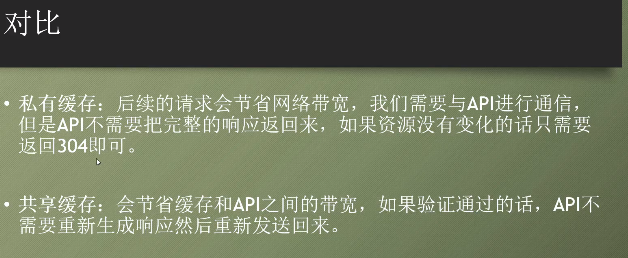 对比
• 私有缓存：后续的请求会节省网络带宽，我们需要与API进行通信，
但是API不需要把完整的响应返回来，如果资源没有变化的话只需要
返回304即可。
• 共享缓存：会节省缓存和API之间的带宽，如果验证通过的话，API不
需要重新生成响应然后重新发送回来。